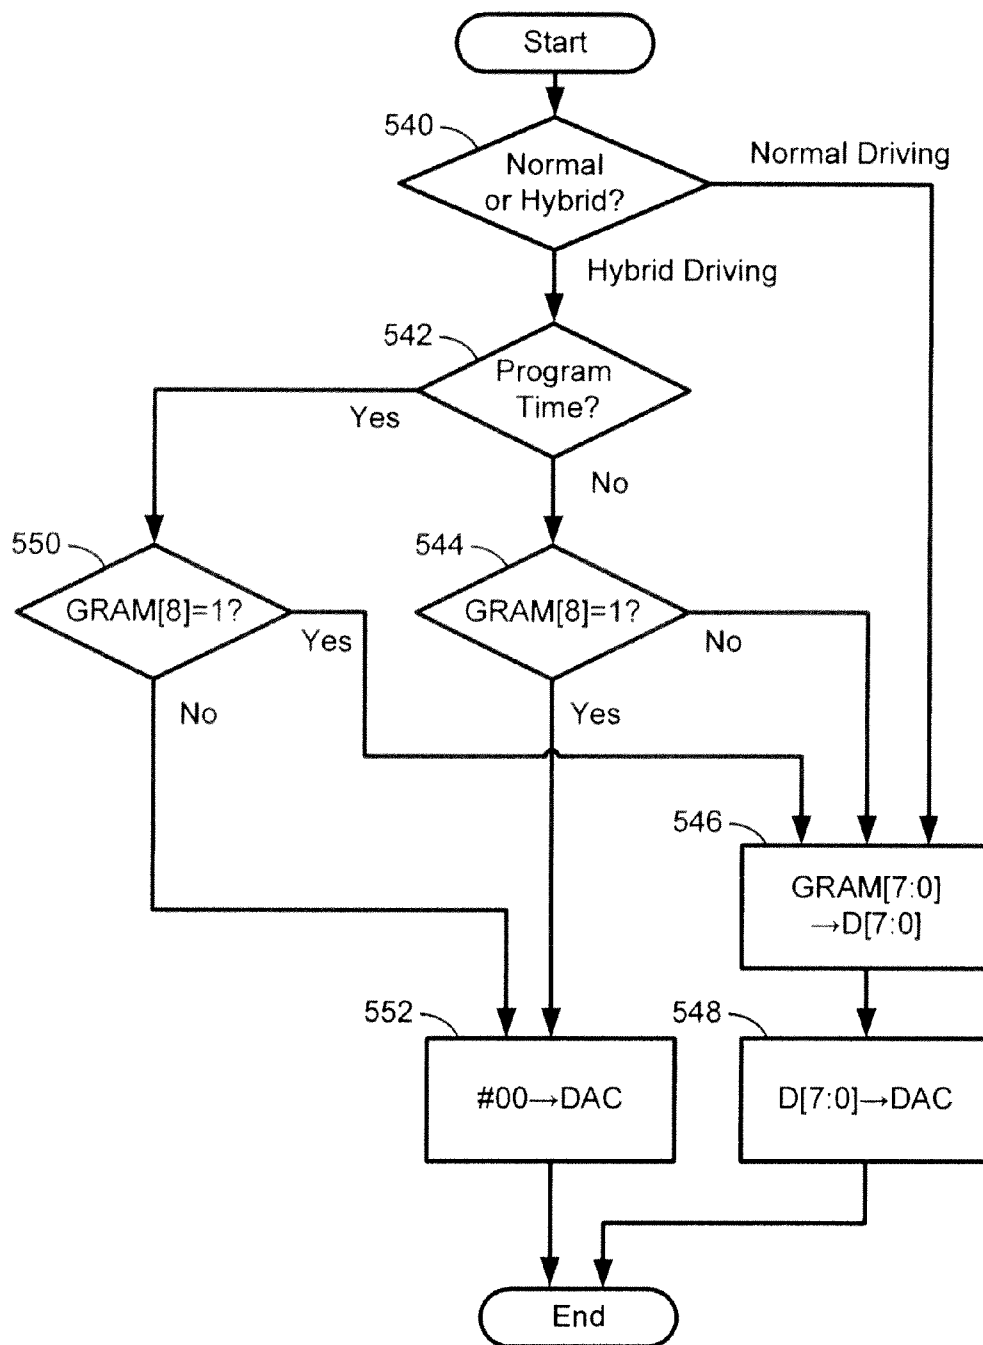 Start
540
Normal
or Hybrid?
Normal Driving
Hybrid Driving
542
Program
Time?
Yes
No
550
GRAM[8]=1?
Yes
No
544
GRAM[8]=1?
No
Yes
546
GRAM[7:0]
→D[7:0]
552
#00→DAC
548
D[7:0]→DAC
End